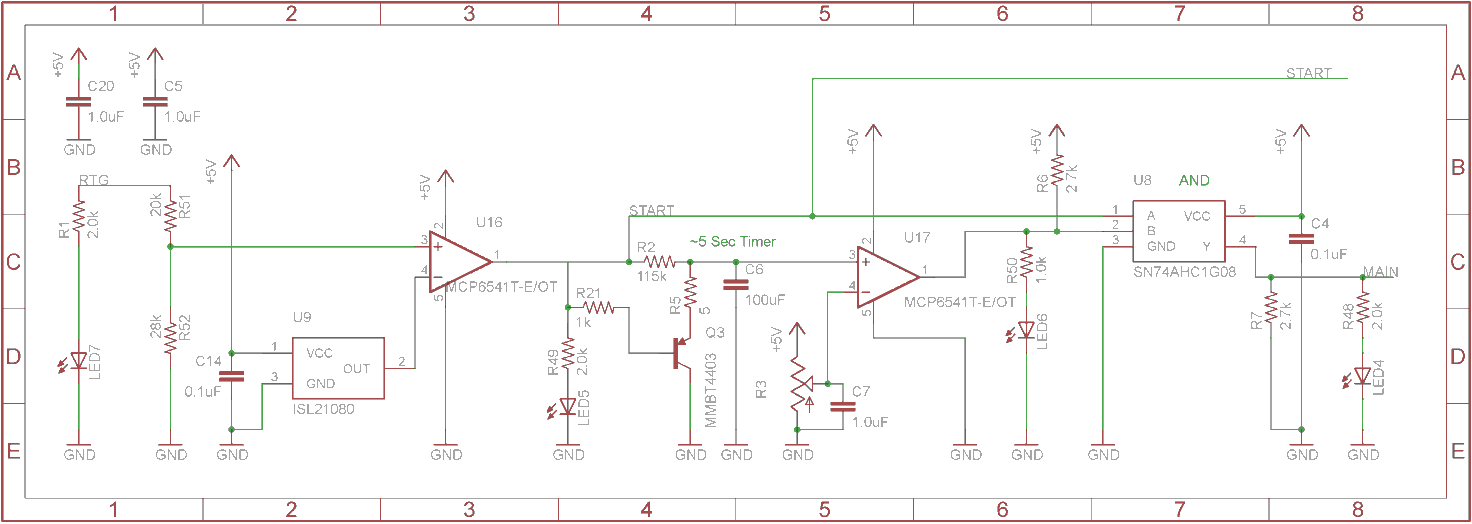 1 2 3 4 5 6 7 8
A A
B B
C C
D D
E E
1 2 3 4 5 6 7 8
+5V
C20
1.0uF
GND
+5V
C5
1.0uF
GND
RTG
R1
2.0k
LED7
GND
20k
R51
28k
R52
GND
+5V
C14
0.1uF
GND
U9
1
VCC
3
GND
OUT
2
ISL21080
+5V
U16
2
3
+
4
-
5
1
MCP6541T-E/OT
GND
START
R21
1k
R49
2.0k
LED5
GND
R2
115k
~5 Sec Timer
R5
5
Q3
MMBT4403
GND
C6
100uF
GND
+5V
R3
C7
1.0uF
GND
+5V
U17
2
3
+
4
-
5
1
MCP6541T-E/OT
GND
+5V
R6
2.7k
R50
1.0k
LED6
GND
START
U8
AND
1
A
2
B
3
GND
VCC
5
Y
4
SN74AHC1G08
GND
+5V
C4
0.1uF
R7
2.7k
GND
MAIN
R48
2.0k
LED4
GND